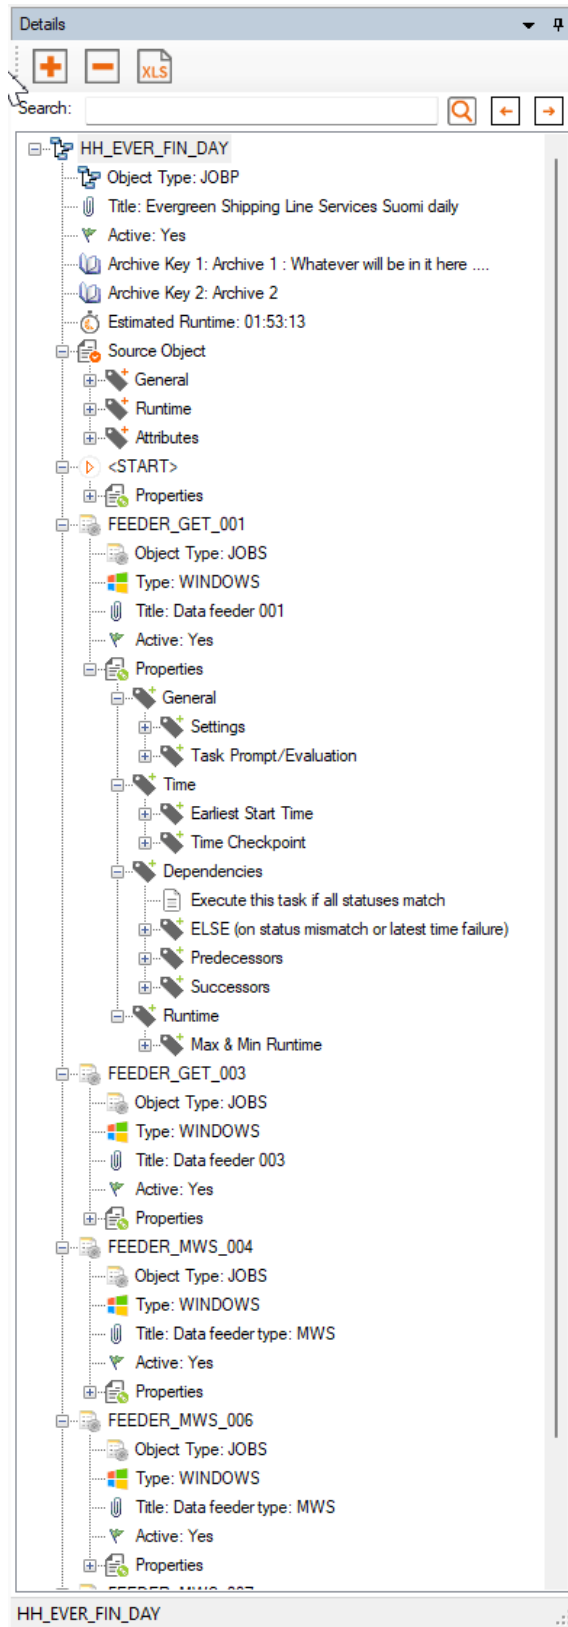 Details
XLS
Search:
HH_EVER_FIN_DAY
Object Type: JOBP
Title: Evergreen Shipping Line Services Suomi daily
Active: Yes
Archive Key 1: Archive 1 : Whatever will be in it here ....
Archive Key 2: Archive 2
Estimated Runtime: 01:53:13
Source Object
General
Runtime
Attributes
<START>
Properties
FEEDER_GET_001
Object Type: JOBS
Type: WINDOWS
Title: Data feeder 001
Active: Yes
Properties
General
Settings
Task Prompt/Evaluation
Time
Earliest Start Time
Time Checkpoint
Dependencies
Execute this task if all statuses match
ELSE (on status mismatch or latest time failure)
Predecessors
Successors
Runtime
Max & Min Runtime
FEEDER_GET_003
Object Type: JOBS
Type: WINDOWS
Title: Data feeder 003
Active: Yes
Properties
FEEDER_MWS_004
Object Type: JOBS
Type: WINDOWS
Title: Data feeder type: MWS
Active: Yes
Properties
FEEDER_MWS_006
Object Type: JOBS
Type: WINDOWS
Title: Data feeder type: MWS
Active: Yes
Properties
HH_EVER_FIN_DAY